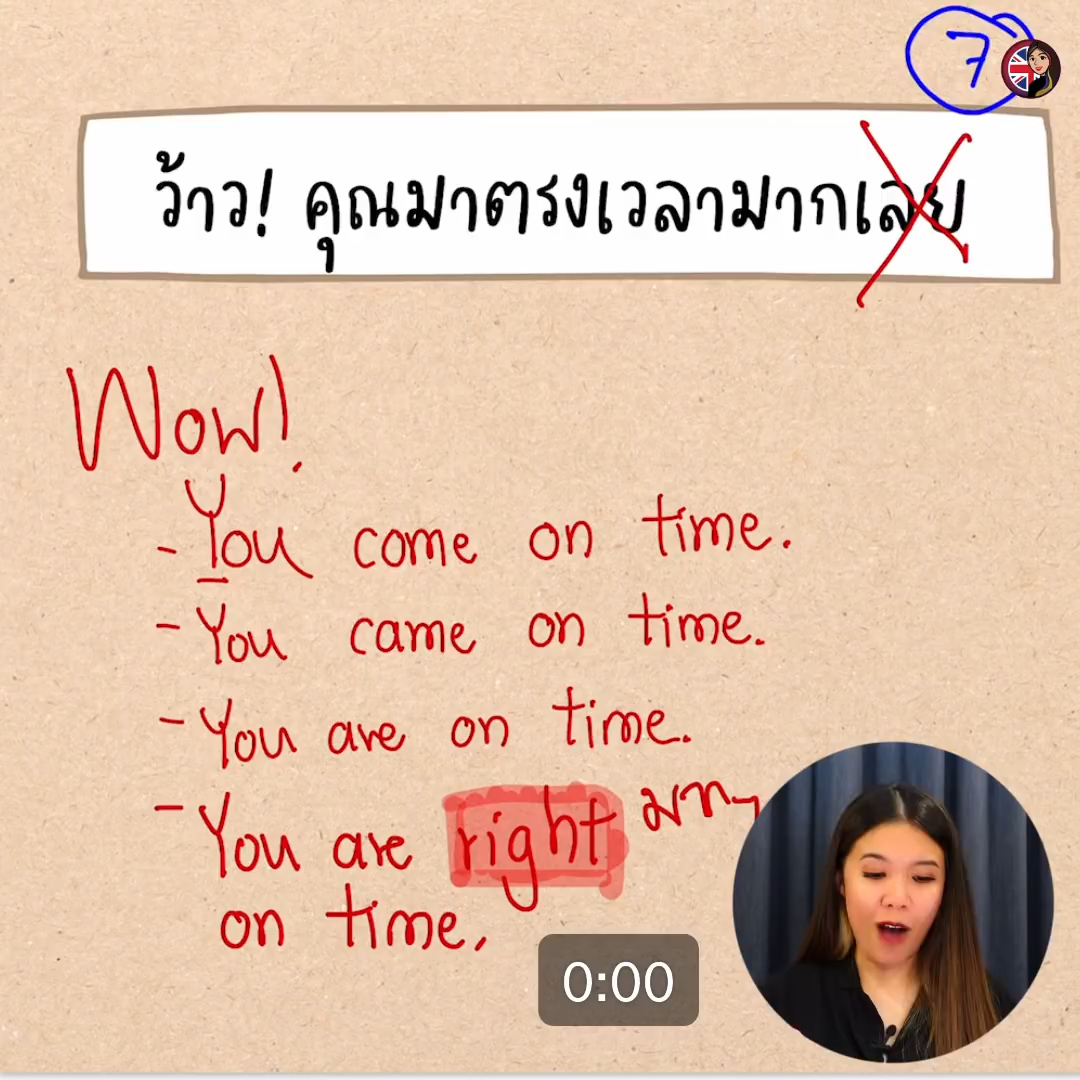 7
ว้าว! คุณมาตรงเวลามากเลย
Wow!
- You come on time.
- You came on time.
- You are on time.
- You are right มาก
on time.
0:00